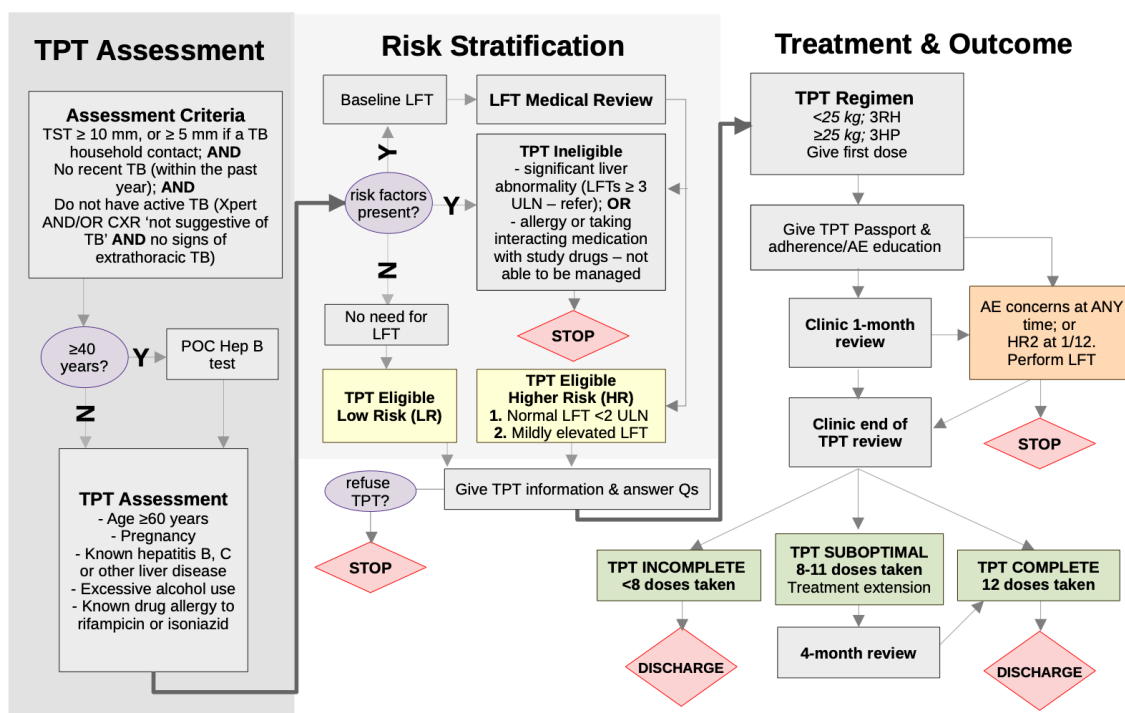 TPT Assessment
Assessment Criteria
TST ≥ 10 mm, or ≥ 5 mm if a TB
household contact; AND
No recent TB (within the past
year); AND
Do not have active TB (Xpert
AND/OR CXR ‘not suggestive of
TB’ AND no signs of
extrathoracic TB)
≥40
years?
Y
POC Hep B
test
N
TPT Assessment
- Age ≥60 years
- Pregnancy
- Known hepatitis B, C
or other liver disease
- Excessive alcohol use
- Known drug allergy to
rifampicin or isoniazid
Risk Stratification
Baseline LFT
LFT Medical Review
Y
risk factors
present?
Y
TPT Ineligible
- significant liver
abnormality (LFTs ≥ 3
ULN – refer); OR
- allergy or taking
interacting medication
with study drugs – not
able to be managed
N
No need for
LFT
STOP
TPT Eligible
Low Risk (LR)
TPT Eligible
Higher Risk (HR)
1. Normal LFT <2 ULN
2. Mildly elevated LFT
refuse
TPT?
Give TPT information & answer Qs
STOP
Treatment & Outcome
TPT Regimen
<25 kg; 3RH
≥25 kg; 3HP
Give first dose
Give TPT Passport &
adherence/AE education
Clinic 1-month
review
AE concerns at ANY
time; or
HR2 at 1/12.
Perform LFT
Clinic end of
TPT review
STOP
TPT INCOMPLETE
<8 doses taken
TPT SUBOPTIMAL
8-11 doses taken
Treatment extension
TPT COMPLETE
12 doses taken
DISCHARGE
4-month review
DISCHARGE